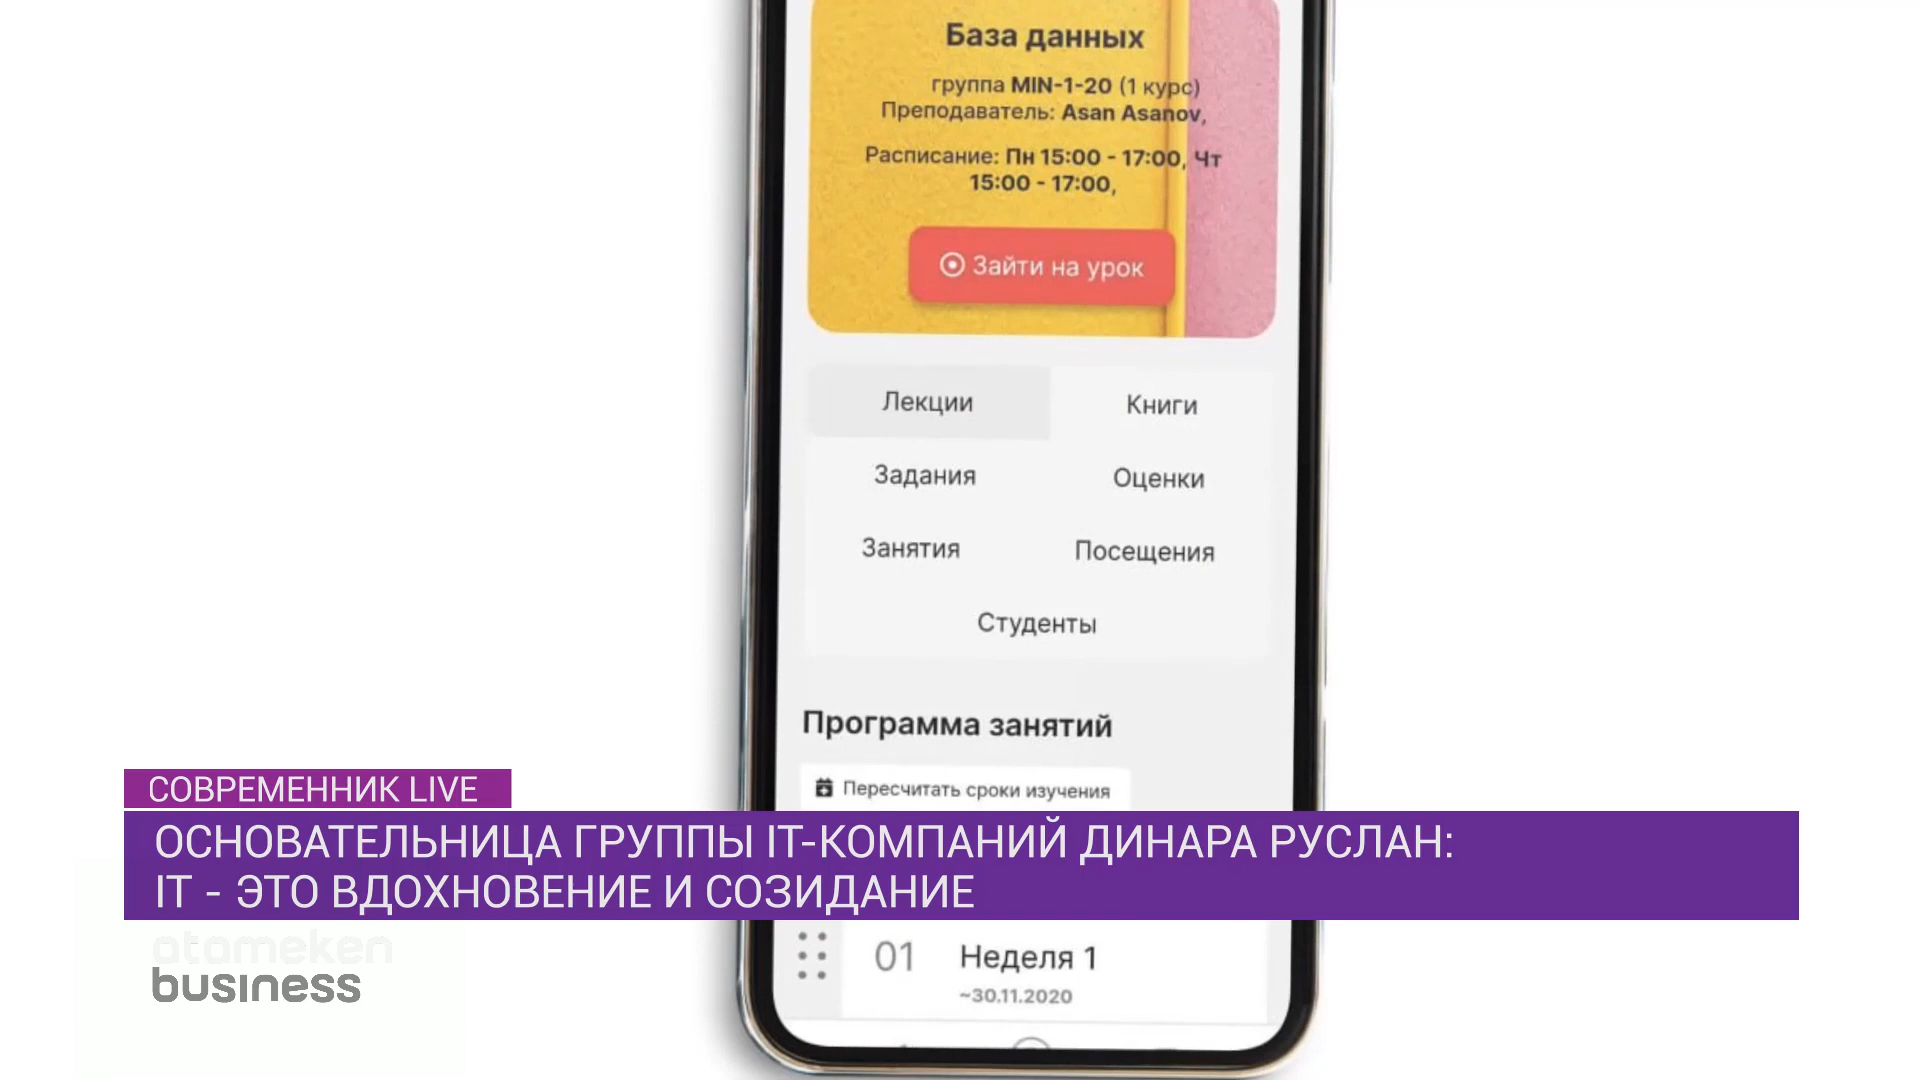 База данных
группа MIN-1-20 (1 курс)
Преподаватель: Asan Asanov,
Расписание: Пн 15:00 - 17:00, Чт
15:00 - 17:00,
Зайти на урок
Лекции
Книги
Задания
Оценки
Занятия
Посещения
Студенты
Программа занятий
Пересчитать сроки изучения
СОВРЕМЕННИК LIVE
ОСНОВАТЕЛЬНИЦА ГРУППЫ IT-КОМПАНИЙ ДИНАРА РУСЛАН:
IT - ЭТО ВДОХНОВЕНИЕ И СОЗИДАНИЕ
01
Неделя 1
~30.11.2020
atameken
business